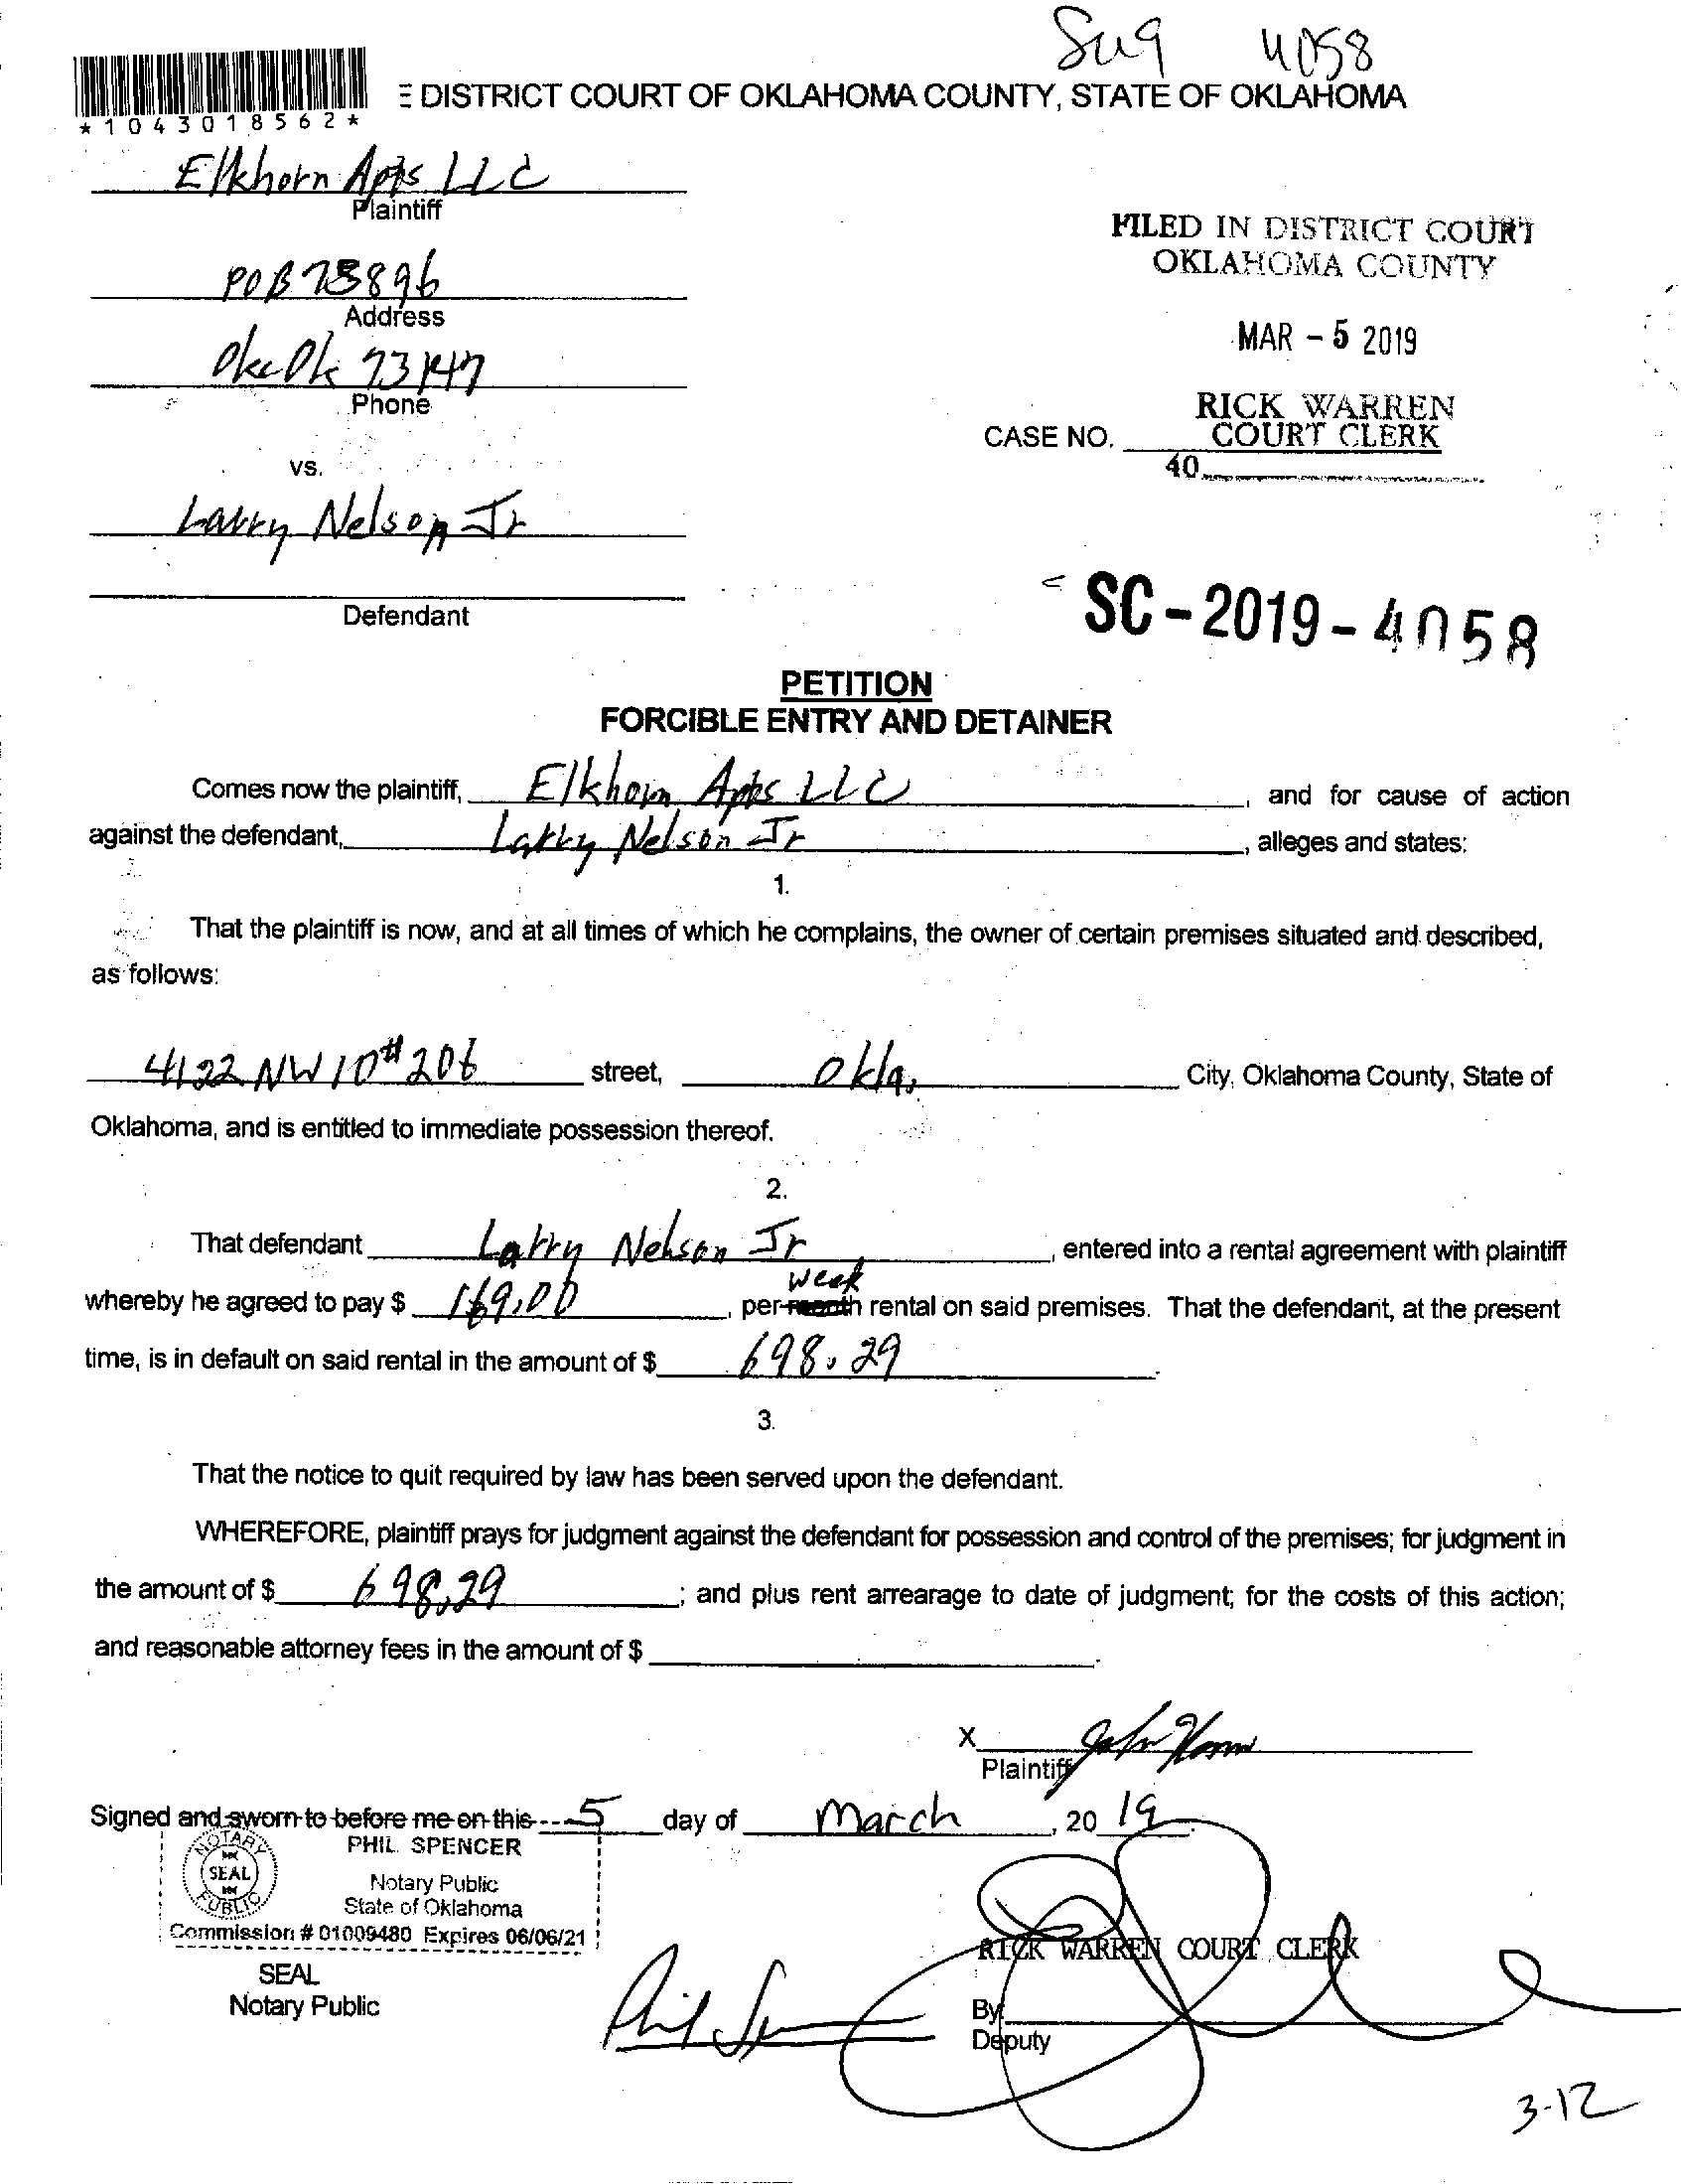 Sug 4058
E DISTRICT COURT OF OKLAHOMA COUNTY, STATE OF OKLAHOMA
*1043018562*
Elkhorn Apts LLC
Plaintiff
FILED IN DISTRICT COURT
OKLAHOMA COUNTY
POB 75896
Address
MAR - 5 2019
Okc Ok 73147
Phone
RICK WARREN
CASE NO. COURT CLERK
40
vs.
Larry Nelson Jr
Defendant
SC-2019-4058
PETITION
FORCIBLE ENTRY AND DETAINER
Comes now the plaintiff, Elkhorn Apts LLC, and for cause of action
against the defendant, Larry Nelson Jr, alleges and states:
1.
That the plaintiff is now, and at all times of which he complains, the owner of certain premises situated and described,
as follows:
4122 NW 10 # 206 street, Okla. City, Oklahoma County, State of
Oklahoma, and is entitled to immediate possession thereof.
2.
That defendant Larry Nelson Jr, entered into a rental agreement with plaintiff
week
whereby he agreed to pay $ 169.00, per month rental on said premises. That the defendant, at the present
time, is in default on said rental in the amount of $ 698.29.
3.
That the notice to quit required by law has been served upon the defendant.
WHEREFORE, plaintiff prays for judgment against the defendant for possession and control of the premises; for judgment in
the amount of $ 698.29; and plus rent arrearage to date of judgment; for the costs of this action;
and reasonable attorney fees in the amount of $ .
X
Plaintiff
Signed and sworn to before me on this 5 day of March, 20 19.
NOTARY PUBLIC SEAL
PHIL SPENCER
Notary Public
State of Oklahoma
Commission # 01009480 Expires 06/06/21
SEAL
Notary Public
RICK WARREN COURT CLERK
By
Deputy
3-12